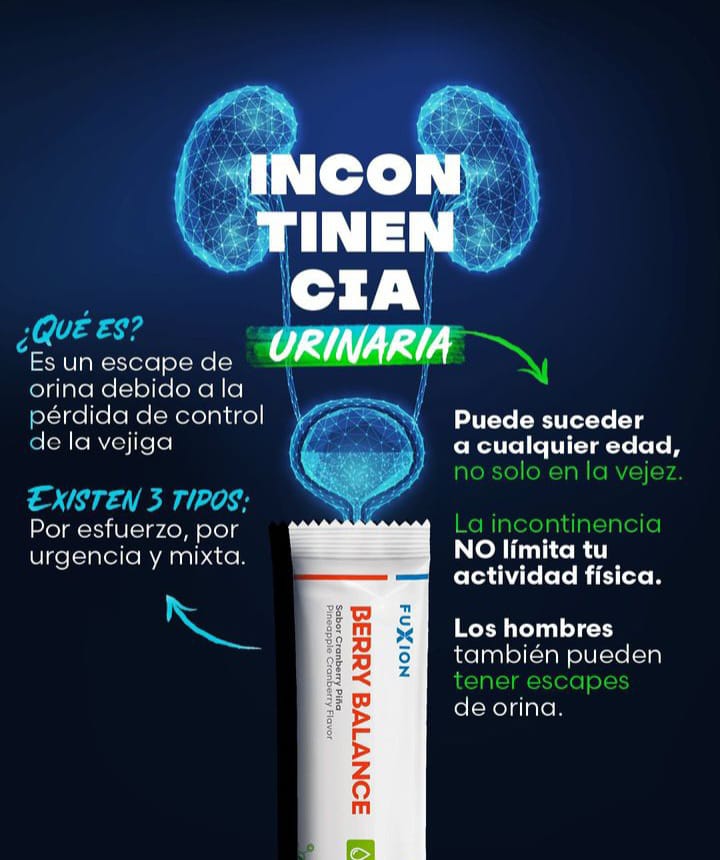 INCON
TINEN
CIA
URINARIA
¿QUÉ ES?
Es un escape de
orina debido a la
pérdida de control
de la vejiga
EXISTEN 3 TIPOS:
Por esfuerzo, por
urgencia y mixta.
Puede suceder
a cualquier edad,
no solo en la vejez.
La incontinencia
NO límita tu
actividad física.
Los hombres
también pueden
tener escapes
de orina.
FUXION
BERRY BALANCE
Sabor Cranberry Piña
Pineapple Cranberry Flavor